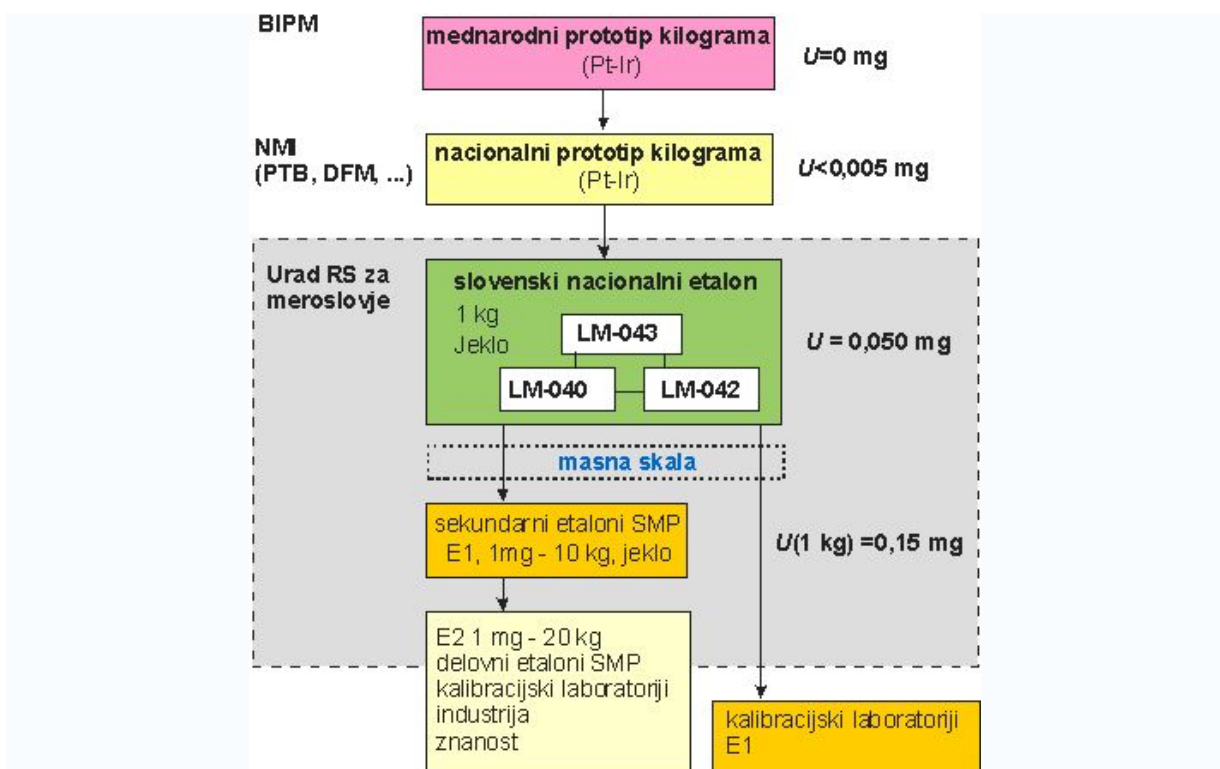 BIPM
mednarodni prototip kilograma
(Pt-Ir)
U=0 mg
NMI
(PTB, DFM, ...)
nacionalni prototip kilograma
(Pt-Ir)
U<0,005 mg
Urad RS za
meroslovje
slovenski nacionalni etalon
1 kg
Jeklo
LM-043
LM-040
LM-042
U = 0,050 mg
masna skala
sekundarni etaloni SMP
E1, 1mg - 10 kg, jeklo
U(1 kg) =0,15 mg
E2 1 mg - 20 kg
delovni etaloni SMP
kalibracijski laboratoriji
industrija
znanost
kalibracijski laboratoriji
E1